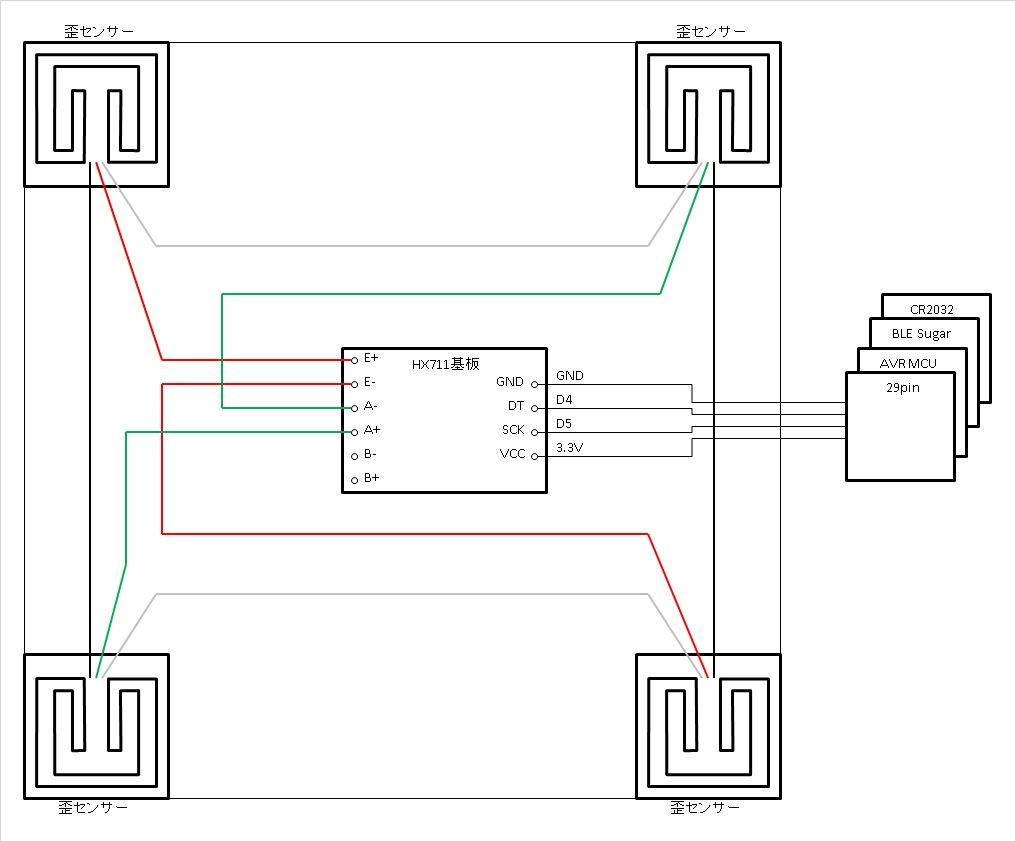 歪センサー
歪センサー
CR2032
BLE Sugar
AVR MCU
29pin
HX711基板
E+
E-
A-
A+
B-
B+
GND
DT
SCK
VCC
GND
D4
D5
3.3V
歪センサー
歪センサー